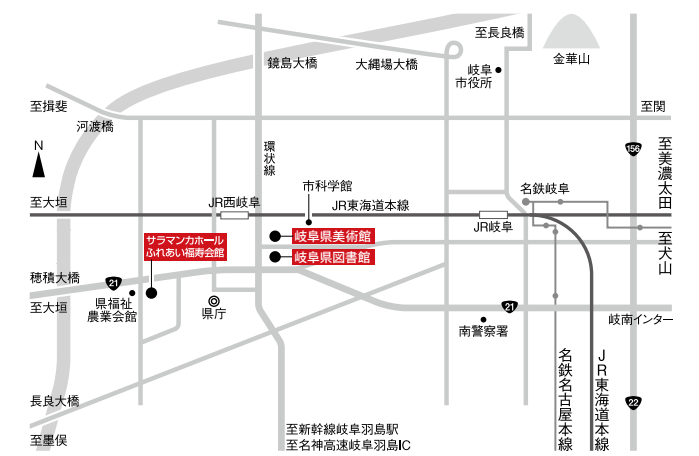 至長良橋
金華山
鏡島大橋
大縄場大橋
岐阜
市役所
至揖斐
至関
河渡橋
環状線
156
N
至美濃太田
市科学館
名鉄岐阜
至大垣
JR西岐阜
JR東海道本線
JR岐阜
サラマンカホール
ふれあい福寿会館
岐阜県美術館
至犬山
岐阜県図書館
穂積大橋
21
県福祉
農業会館
至大垣
県庁
21
南警察署
岐南インター
名鉄名古屋本線
JR東海道本線
長良大橋
22
至墨俣
至新幹線岐阜羽島駅
至名神高速岐阜羽島IC